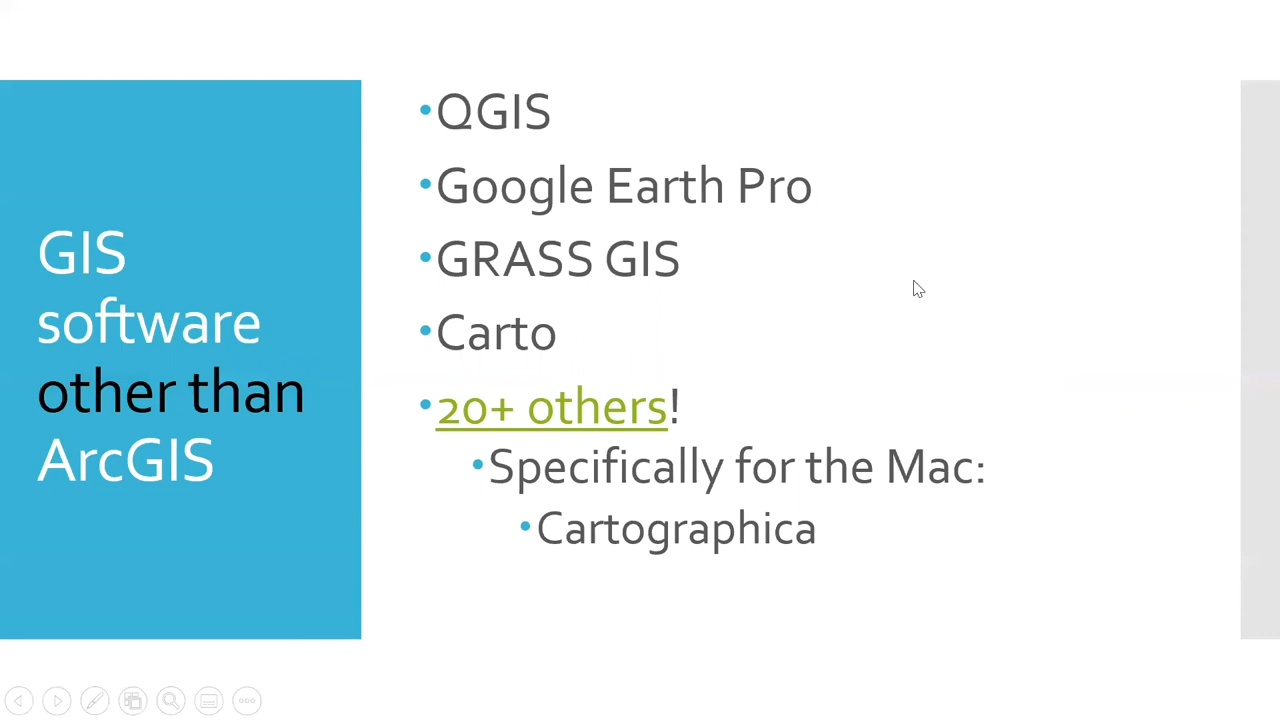 GIS
software
other than
ArcGIS
•QGIS
•Google Earth Pro
•GRASS GIS
•Carto
•20+ others!
•Specifically for the Mac:
•Cartographica